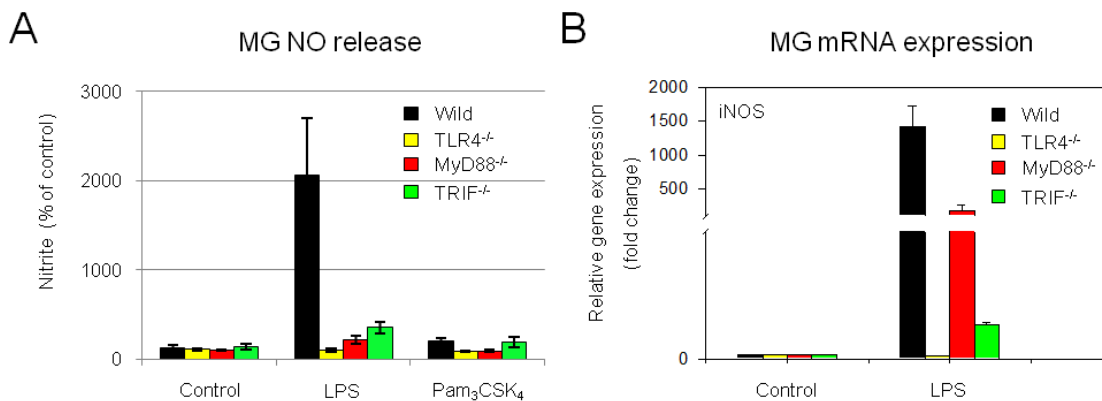 A
MG NO release
Nitrite (% of control)
3000
2000
1000
0
Wild
TLR4-/-
MyD88-/-
TRIF-/-
Control
LPS
Pam3CSK4
B
MG mRNA expression
Relative gene expression
(fold change)
2000
1500
1000
500
0
iNOS
Wild
TLR4-/-
MyD88-/-
TRIF-/-
Control
LPS